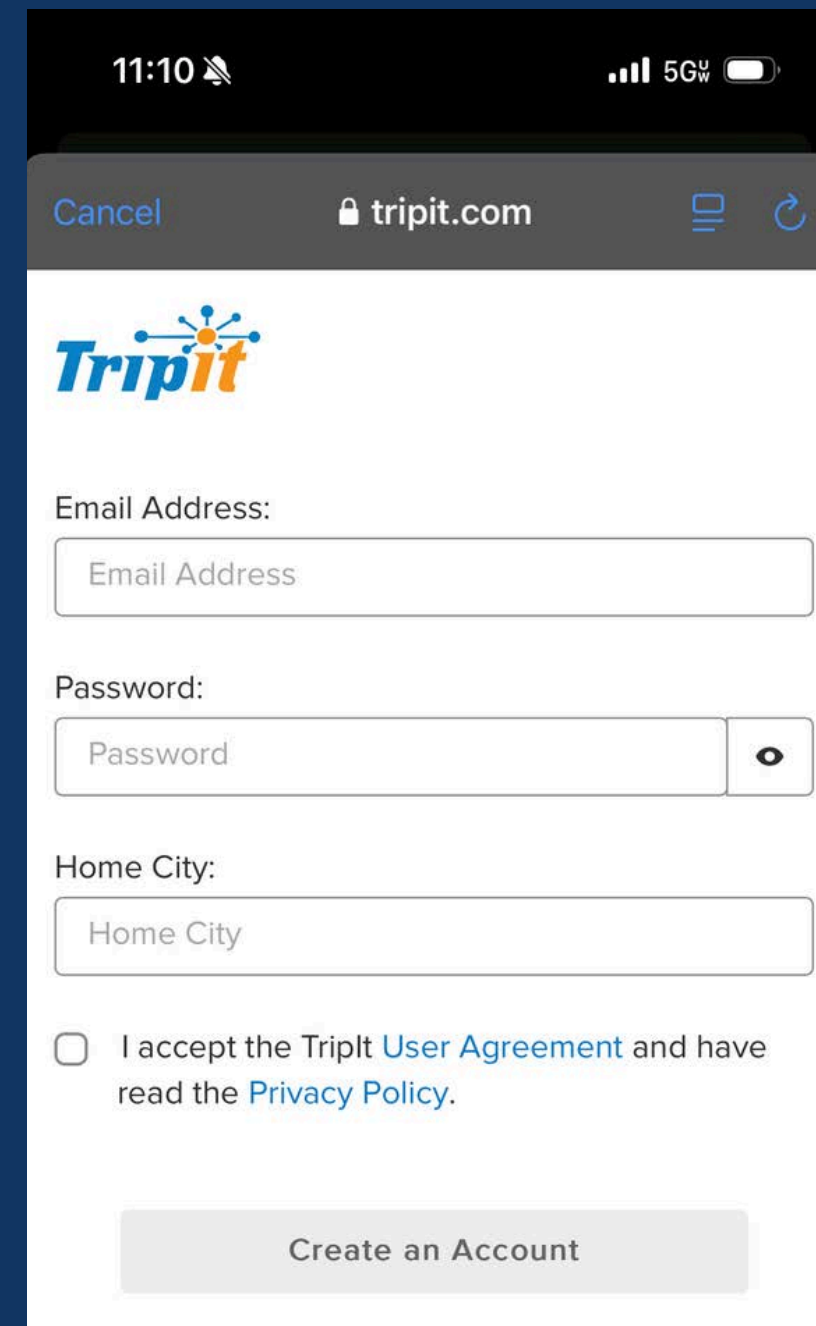 11:10
5GUW
Cancel
tripit.com
Tripit
Email Address:
Email Address
Password:
Password
Home City:
Home City
I accept the TripIt User Agreement and have
read the Privacy Policy.
Create an Account